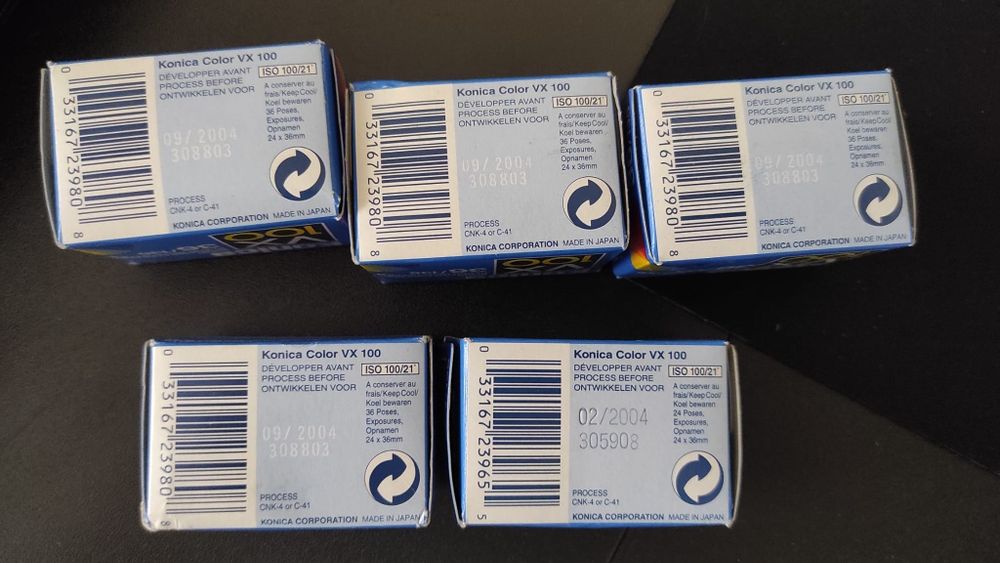 Konica Color VX 100
DÉVELOPPER AVANT
PROCESS BEFORE
ONTWIKKELEN VOOR
ISO 100/21°
A conserver au
frais/Keep Cool/
Koel bewaren
36 Poses,
Exposures,
Opnamen
24 x 36mm
09/2004
308803
PROCESS
CNK-4 or C-41
KONICA CORPORATION MADE IN JAPAN
0 33167 23980 8
VX
100
Konica Color VX 100
DÉVELOPPER AVANT
PROCESS BEFORE
ONTWIKKELEN VOOR
ISO 100/21°
A conserver au
frais/Keep Cool/
Koel bewaren
36 Poses,
Exposures,
Opnamen
24 x 36mm
09/2004
308803
PROCESS
CNK-4 or C-41
KONICA CORPORATION MADE IN JAPAN
0 33167 23980 8
VX
100
Konica Color VX 100
DÉVELOPPER AVANT
PROCESS BEFORE
ONTWIKKELEN VOOR
ISO 100/21°
A conserver au
frais/Keep Cool/
Koel bewaren
36 Poses,
Exposures,
Opnamen
24 x 36mm
09/2004
308803
PROCESS
CNK-4 or C-41
KONICA CORPORATION MADE IN JAPAN
0 33167 23980 8
100
Konica Color VX 100
DÉVELOPPER AVANT
PROCESS BEFORE
ONTWIKKELEN VOOR
ISO 100/21°
A conserver au
frais/Keep Cool/
Koel bewaren
36 Poses,
Exposures,
Opnamen
24 x 36mm
09/2004
308803
PROCESS
CNK-4 or C-41
KONICA CORPORATION MADE IN JAPAN
0 33167 23980 8
Konica Color VX 100
DÉVELOPPER AVANT
PROCESS BEFORE
ONTWIKKELEN VOOR
ISO 100/21°
A conserver au
frais/Keep Cool/
Koel bewaren
24 Poses,
Exposures,
Opnamen
24 x 36mm
02/2004
305908
PROCESS
CNK-4 or C-41
KONICA CORPORATION MADE IN JAPAN
0 33167 23965 5